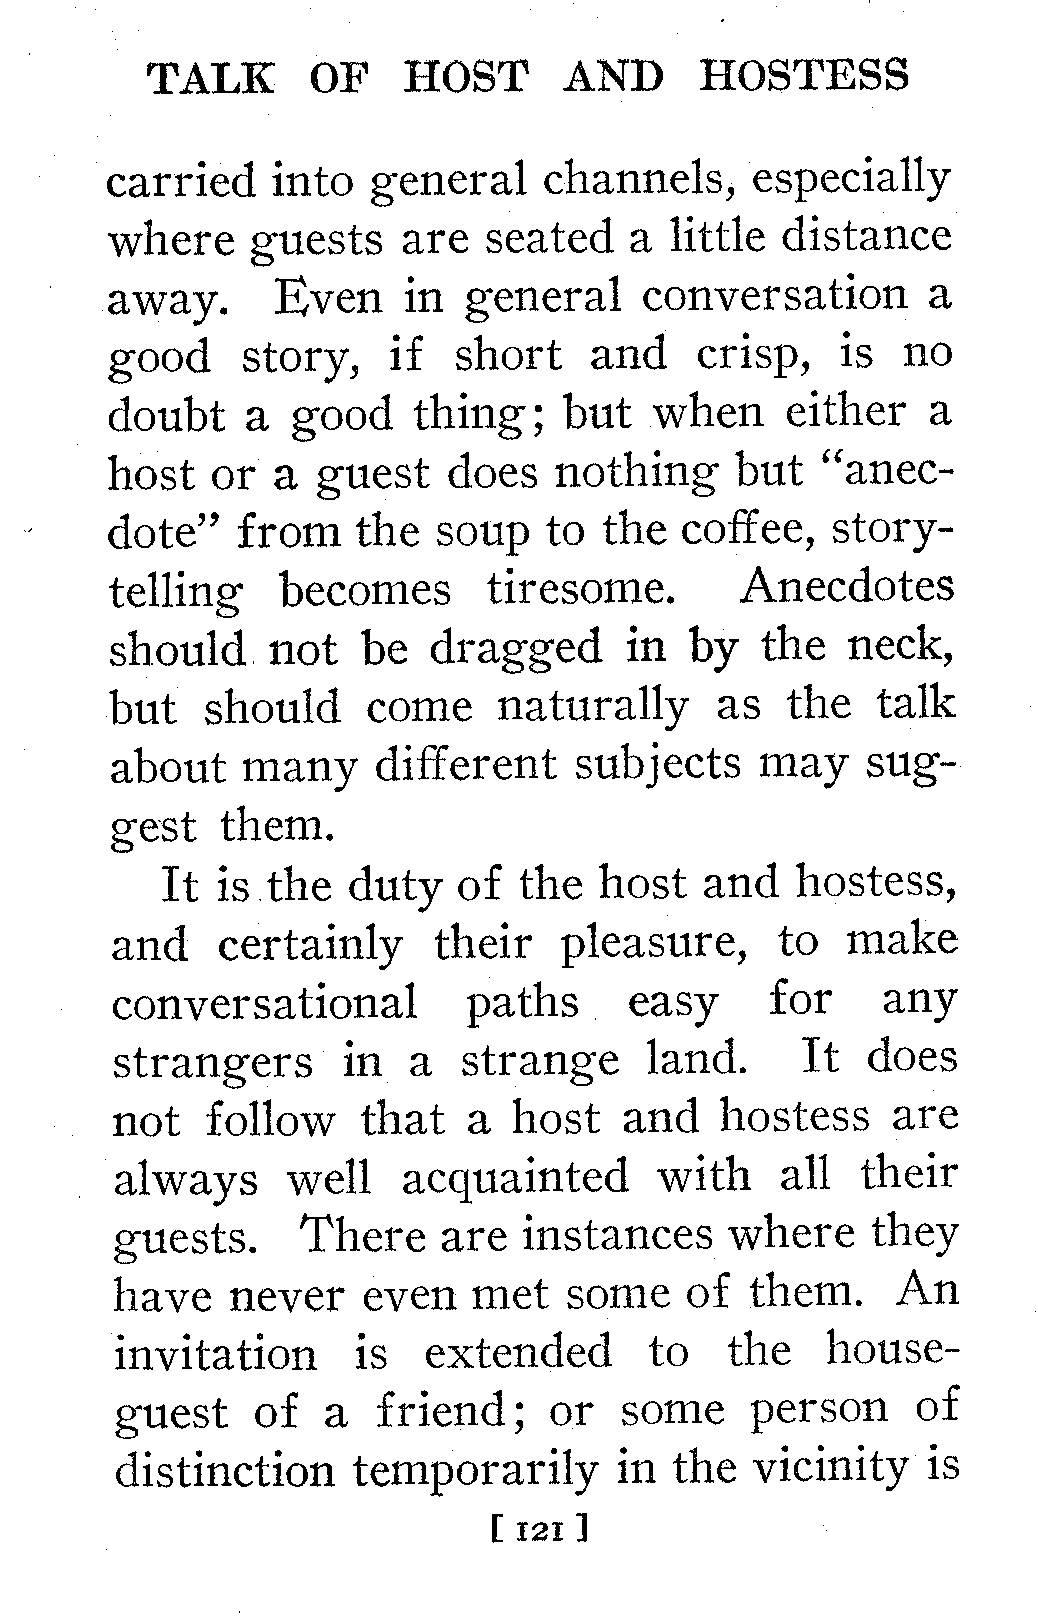 TALK OF HOST AND HOSTESS
carried into general channels, especially
where guests are seated a little distance
away. Even in general conversation a
good story, if short and crisp, is no
doubt a good thing; but when either a
host or a guest does nothing but “anec-
dote” from the soup to the coffee, story-
telling becomes tiresome. Anecdotes
should not be dragged in by the neck,
but should come naturally as the talk
about many different subjects may sug-
gest them.
It is the duty of the host and hostess,
and certainly their pleasure, to make
conversational paths easy for any
strangers in a strange land. It does
not follow that a host and hostess are
always well acquainted with all their
guests. There are instances where they
have never even met some of them. An
invitation is extended to the house-
guest of a friend; or some person of
distinction temporarily in the vicinity is
[ 121 ]